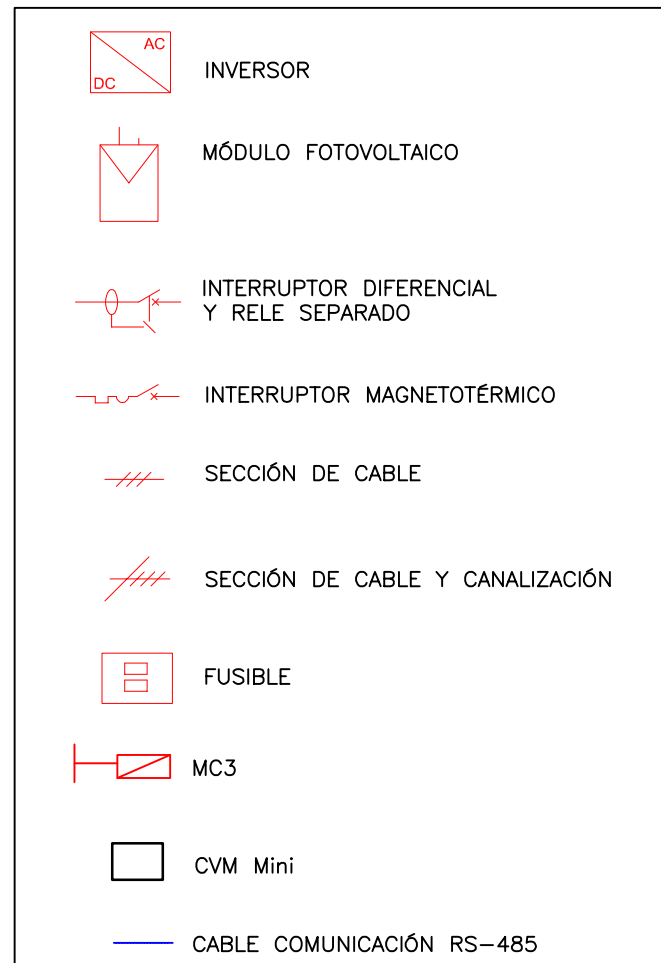 AC
DC
INVERSOR
MÓDULO FOTOVOLTAICO
INTERRUPTOR DIFERENCIAL
Y RELE SEPARADO
INTERRUPTOR MAGNETOTÉRMICO
SECCIÓN DE CABLE
SECCIÓN DE CABLE Y CANALIZACIÓN
FUSIBLE
MC3
CVM Mini
CABLE COMUNICACIÓN RS-485